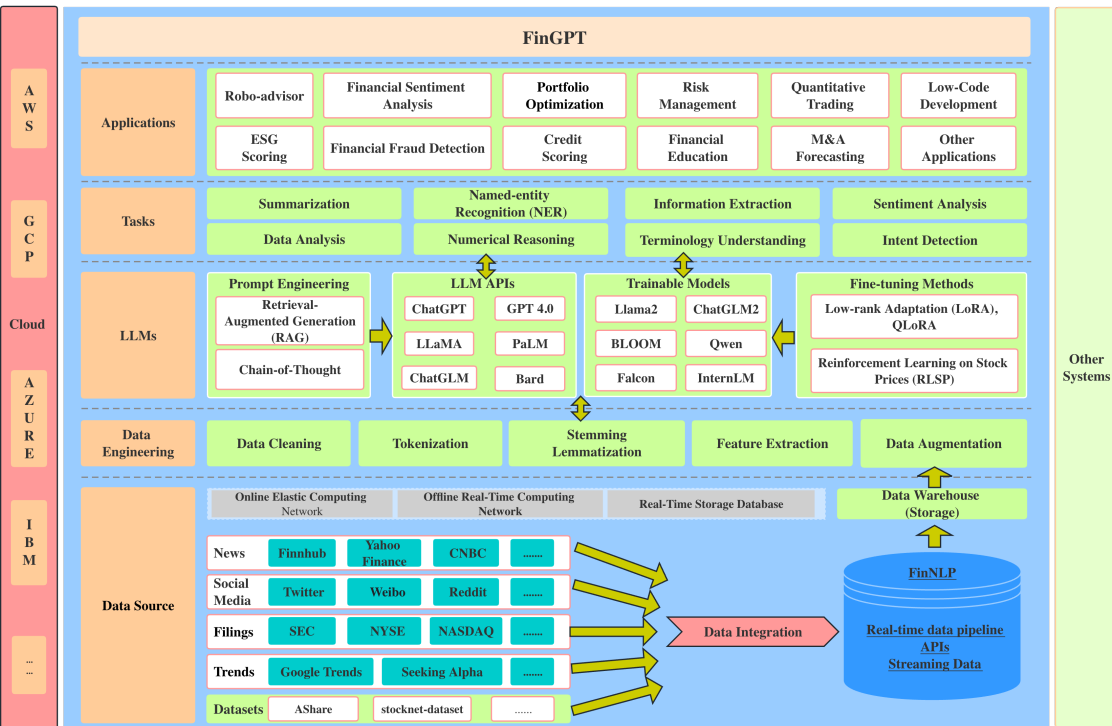 FinGPT
A
W
S
G
C
P
Cloud
A
Z
U
R
E
I
B
M
...
...
Applications
Robo-advisor
Financial Sentiment
Analysis
Portfolio
Optimization
Risk
Management
Quantitative
Trading
Low-Code
Development
ESG
Scoring
Financial Fraud Detection
Credit
Scoring
Financial
Education
M&A
Forecasting
Other
Applications
Tasks
Summarization
Named-entity
Recognition (NER)
Information Extraction
Sentiment Analysis
Data Analysis
Numerical Reasoning
Terminology Understanding
Intent Detection
LLMs
Prompt Engineering
Retrieval-
Augmented Generation
(RAG)
Chain-of-Thought
LLM APIs
ChatGPT
GPT 4.0
LLaMA
PaLM
ChatGLM
Bard
Trainable Models
Llama2
ChatGLM2
BLOOM
Qwen
Falcon
InternLM
Fine-tuning Methods
Low-rank Adaptation (LoRA),
QLoRA
Reinforcement Learning on Stock
Prices (RLSP)
Data
Engineering
Data Cleaning
Tokenization
Stemming
Lemmatization
Feature Extraction
Data Augmentation
Data Source
Online Elastic Computing
Network
Offline Real-Time Computing
Network
Real-Time Storage Database
Data Warehouse
(Storage)
News
Finnhub
Yahoo
Finance
CNBC
.......
Social
Media
Twitter
Weibo
Reddit
.......
Filings
SEC
NYSE
NASDAQ
.......
Trends
Google Trends
Seeking Alpha
.......
Datasets
AShare
stocknet-dataset
......
Data Integration
FinNLP
Real-time data pipeline
APIs
Streaming Data
Other
Systems